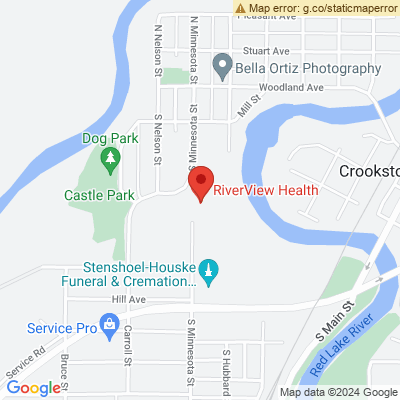 Map error: g.co/staticmaperror
Pleasant Ave
N Nelson St
N Minnesota St
Stuart Ave
Bella Ortiz Photography
Woodland Ave
Mill St
S Nelson St
S Minnesota St
Dog Park
Castle Park
RiverView Health
Crooksto
Stenshoel-Houske
Funeral & Cremation...
Hill Ave
Service Pro
Service Rd
Bruce St
Carroll St
S Minnesota St
S Hubbard
S Main St
Red Lake River
Google
Map data ©2024 Google